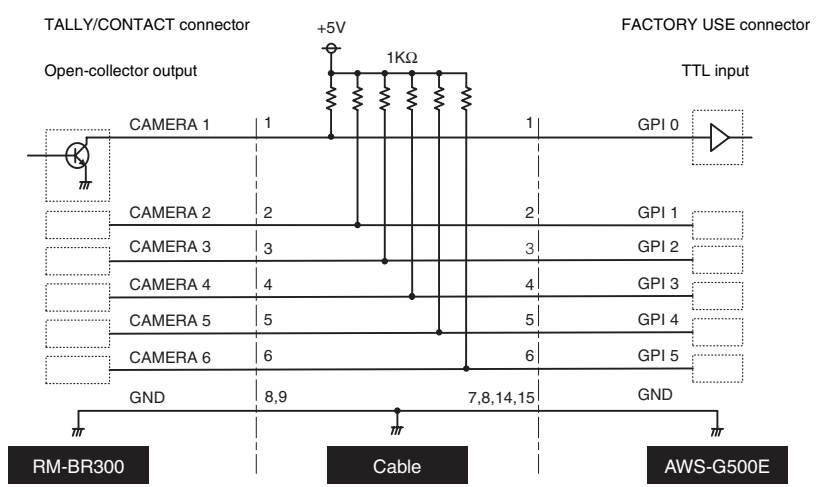 TALLY/CONTACT connector
+5V
FACTORY USE connector
Open-collector output
1KΩ
TTL input
CAMERA 1
1
1
GPI 0
CAMERA 2
2
2
GPI 1
CAMERA 3
3
3
GPI 2
CAMERA 4
4
4
GPI 3
CAMERA 5
5
5
GPI 4
CAMERA 6
6
6
GPI 5
GND
8,9
7,8,14,15
GND
RM-BR300
Cable
AWS-G500E